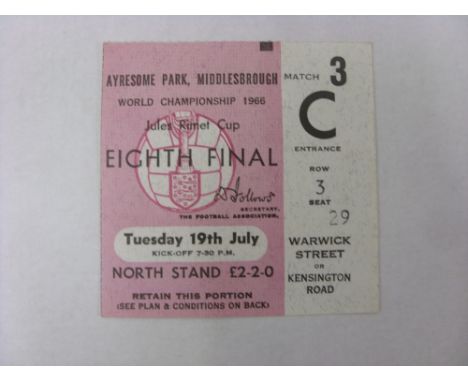 AYRESOME PARK, MIDDLESBROUGH
WORLD CHAMPIONSHIP 1966
Jules Rimet Cup
EIGHTH FINAL
D Follows
SECRETARY.
THE FOOTBALL ASSOCIATION.
Tuesday 19th July
KICK-OFF 7-30 P.M.
NORTH STAND £2-2-0
RETAIN THIS PORTION
(SEE PLAN & CONDITIONS ON BACK)
MATCH 3
C
ENTRANCE
ROW
3
SEAT
29
WARWICK
STREET
OR
KENSINGTON
ROAD